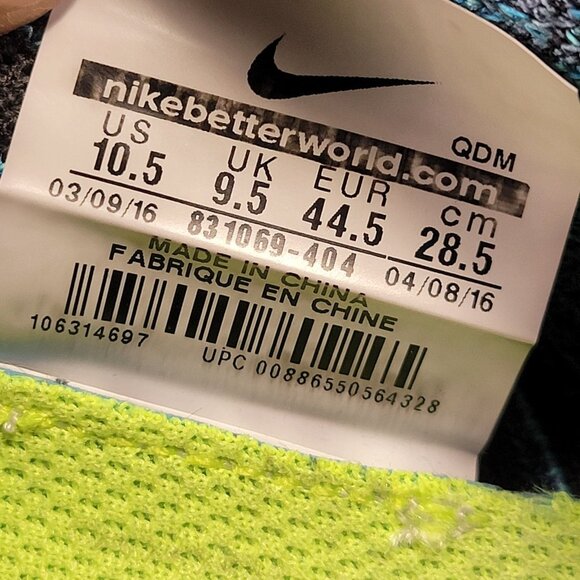 nikebetterworld.com
QDM
US UK EUR cm
10.5 9.5 44.5 28.5
03/09/16 831069-404 04/08/16
MADE IN CHINA
FABRIQUE EN CHINE
106314697 UPC 00886550564328